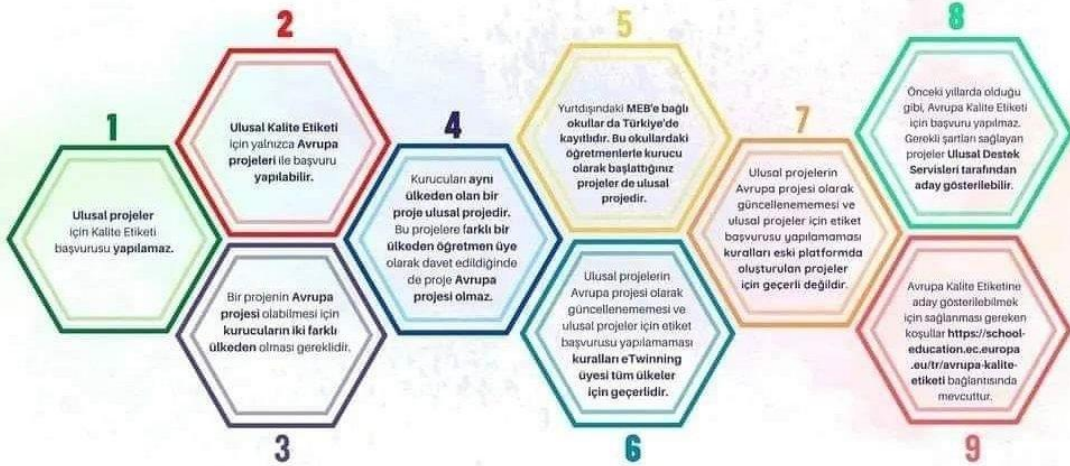 1
Ulusal projeler
için Kalite Etiketi
başvurusu yapılamaz.
2
Ulusal Kalite Etiketi
için yalnızca Avrupa
projeleri ile başvuru
yapılabilir.
3
Bir projenin Avrupa
projesi olabilmesi için
kurucuların iki farklı
ülkeden olması gereklidir.
4
Kurucuları aynı
ülkeden olan bir
proje ulusal projedir.
Bu projelere farklı bir
ülkeden öğretmen üye
olarak davet edildiğinde
de proje Avrupa
projesi olmaz.
5
Yurtdışındaki MEB'e bağlı
okullar da Türkiye'de
kayıtlıdır. Bu okullardaki
öğretmenlerle kurucu
olarak başlattığınız
projeler de ulusal
projedir.
6
Ulusal projelerin
Avrupa projesi olarak
güncellenememesi ve
ulusal projeler için etiket
başvurusu yapılamaması
kuralları eTwinning
üyesi tüm ülkeler
için geçerlidir.
7
Ulusal projelerin
Avrupa projesi olarak
güncellenememesi ve
ulusal projeler için etiket
başvurusu yapılamaması
kuralları eski platformda
oluşturulan projeler
için geçerli değildir.
8
Önceki yıllarda olduğu
gibi, Avrupa Kalite Etiketi
için başvuru yapılmaz.
Gerekli şartları sağlayan
projeler Ulusal Destek
Servisleri tarafından
aday gösterilebilir.
9
Avrupa Kalite Etiketine
aday gösterilebilmek
için sağlanması gereken
koşullar https://school-
education.ec.europa
.eu/tr/avrupa-kalite-
etiketi bağlantısında
mevcuttur.